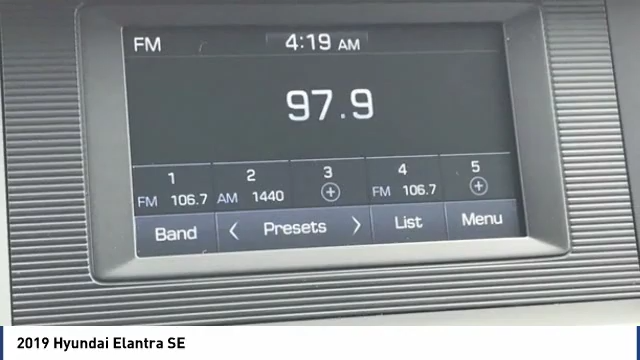 FM 4:19 AM
97.9
1 2 3 4 5
FM 106.7 AM 1440 FM 106.7
Band Presets List Menu
2019 Hyundai Elantra SE